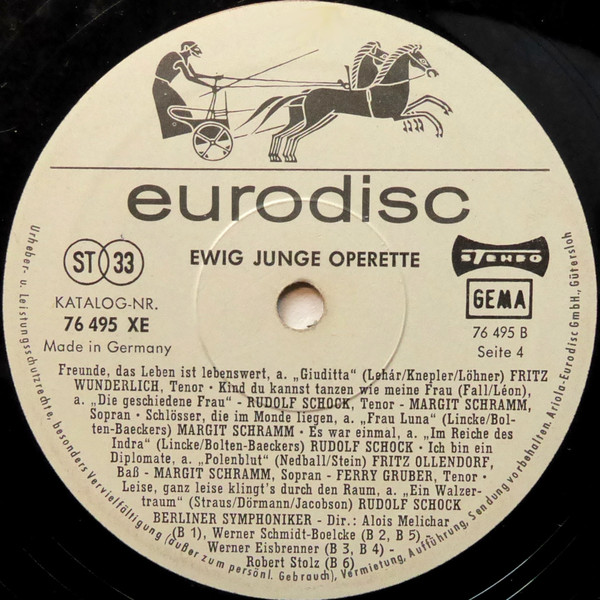 eurodisc
EWIG JUNGE OPERETTE
ST 33
STEREO
KATALOG-NR.
76 495 XE
Made in Germany
GEMA
76 495 B
Seite 4
Freunde, das Leben ist lebenswert, a. „Giuditta" (Lehár/Knepler/Löhner) FRITZ
WUNDERLICH, Tenor · Kind du kannst tanzen wie meine Frau (Fall/Léon),
a. „Die geschiedene Frau" - RUDOLF SCHOCK, Tenor - MARGIT SCHRAMM,
Sopran · Schlösser, die im Monde liegen, a. „Frau Luna" (Lincke/Bol-
ten-Baeckers) MARGIT SCHRAMM · Es war einmal, a. „Im Reiche des
Indra" (Lincke/Bolten-Baeckers) RUDOLF SCHOCK · Ich bin ein
Diplomate, a. „Polenblut" (Nedball/Stein) FRITZ OLLENDORF,
Baß - MARGIT SCHRAMM, Sopran - FERRY GRUBER, Tenor ·
Leise, ganz leise klingt's durch den Raum, a. „Ein Walzer-
traum" (Straus/Dörmann/Jacobson) RUDOLF SCHOCK
BERLINER SYMPHONIKER - Dir.: Alois Melichar
(B 1), Werner Schmidt-Boelcke (B 2, B 5)
Werner Eisbrenner (B 3, B 4) -
Robert Stolz (B 6)
Urheber- u. Leistungsschutzrechte, besonders Vervielfältigung (außer zum persönl. Gebrauch), Vermietung, Aufführung, Sendung vorbehalten. Ariola-Eurodisc GmbH., Gütersloh